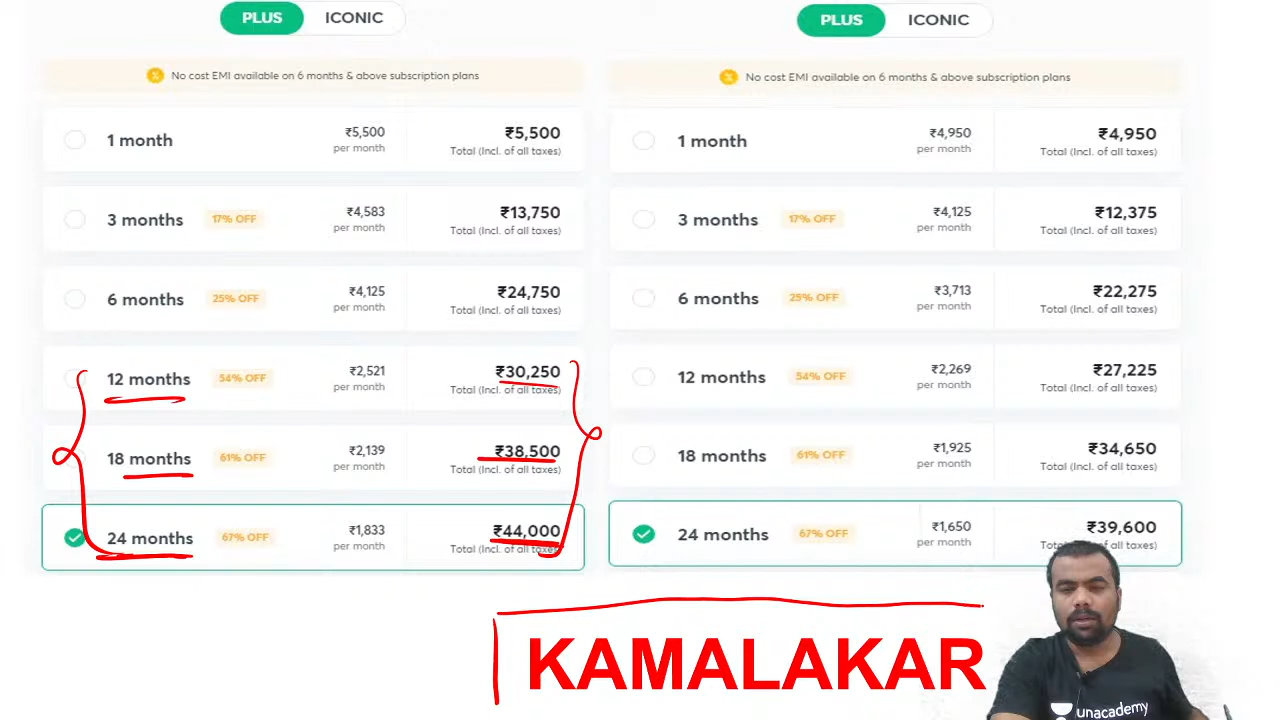 PLUS ICONIC
No cost EMI available on 6 months & above subscription plans
1 month ₹5,500 per month ₹5,500 Total (Incl. of all taxes)
3 months 17% OFF ₹4,583 per month ₹13,750 Total (Incl. of all taxes)
6 months 25% OFF ₹4,125 per month ₹24,750 Total (Incl. of all taxes)
12 months 54% OFF ₹2,521 per month ₹30,250 Total (Incl. of all taxes)
18 months 61% OFF ₹2,139 per month ₹38,500 Total (Incl. of all taxes)
24 months 67% OFF ₹1,833 per month ₹44,000 Total (Incl. of all taxes)
PLUS ICONIC
No cost EMI available on 6 months & above subscription plans
1 month ₹4,950 per month ₹4,950 Total (Incl. of all taxes)
3 months 17% OFF ₹4,125 per month ₹12,375 Total (Incl. of all taxes)
6 months 25% OFF ₹3,713 per month ₹22,275 Total (Incl. of all taxes)
12 months 54% OFF ₹2,269 per month ₹27,225 Total (Incl. of all taxes)
18 months 61% OFF ₹1,925 per month ₹34,650 Total (Incl. of all taxes)
24 months 67% OFF ₹1,650 per month ₹39,600 of all taxes)
KAMALAKAR
unacademy